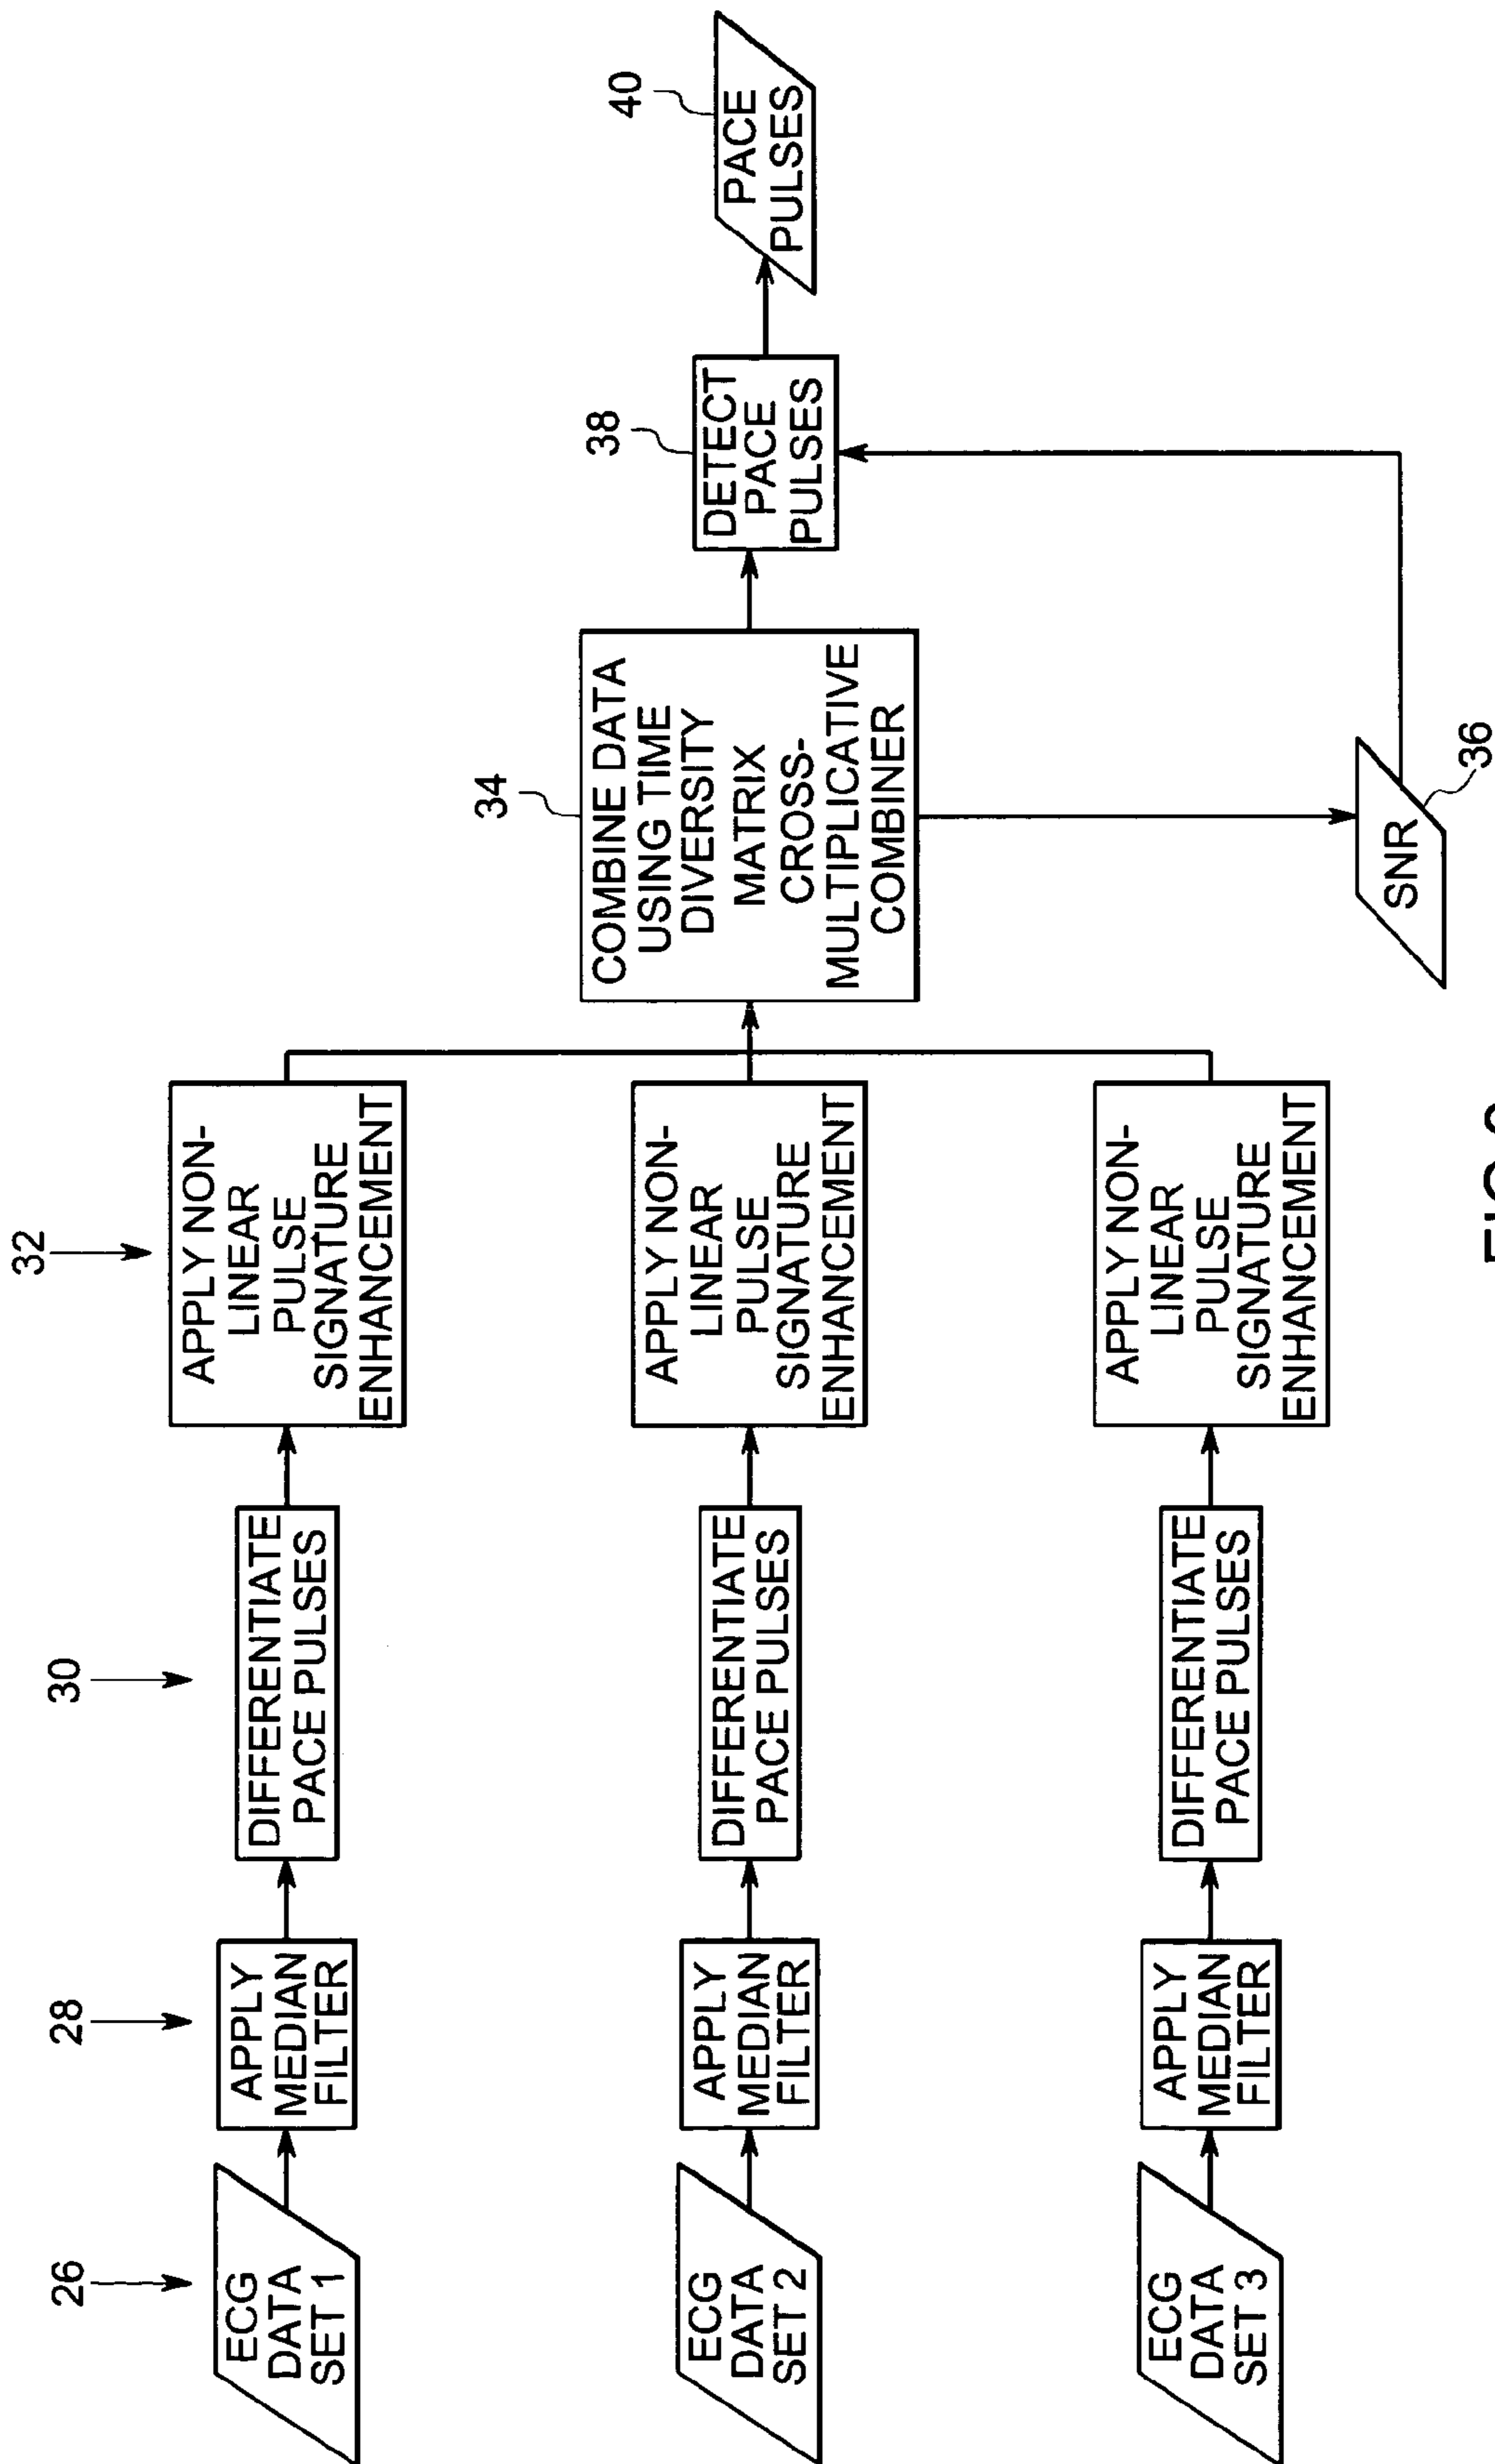 26
28
30
32
ECG
DATA
SET 1
APPLY
MEDIAN
FILTER
DIFFERENTIATE
PACE PULSES
APPLY NON-
LINEAR
PULSE
SIGNATURE
ENHANCEMENT
ECG
DATA
SET 2
APPLY
MEDIAN
FILTER
DIFFERENTIATE
PACE PULSES
APPLY NON-
LINEAR
PULSE
SIGNATURE
ENHANCEMENT
ECG
DATA
SET 3
APPLY
MEDIAN
FILTER
DIFFERENTIATE
PACE PULSES
APPLY NON-
LINEAR
PULSE
SIGNATURE
ENHANCEMENT
34
COMBINE DATA
USING TIME
DIVERSITY
MATRIX
CROSS-
MULTIPLICATIVE
COMBINER
38
DETECT
PACE
PULSES
40
PACE
PULSES
SNR
36